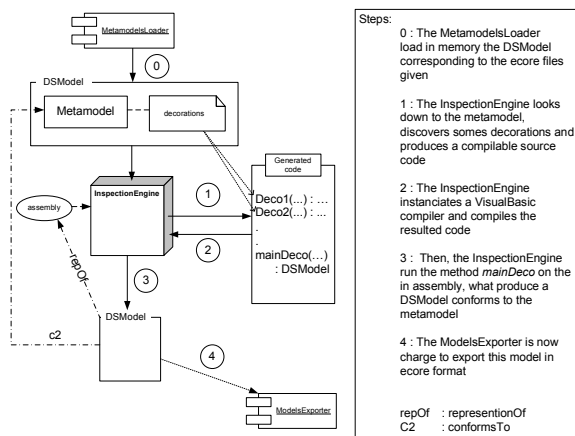 MetamodelsLoader
0
DSModel
Metamodel
decorations
Generated
code
InspectionEngine
assembly
1
Deco1(...) : ...
Deco2(...) : ...
.
.
mainDeco(...)
: DSModel
2
repOf
3
DSModel
c2
4
ModelsExporter
Steps:
0 : The MetamodelsLoader
load in memory the DSModel
corresponding to the ecore files
given
1 : The InspectionEngine looks
down to the metamodel,
discovers somes decorations and
produces a compilable source
code
2 : The InspectionEngine
instanciates a VisualBasic
compiler and compiles the
resulted code
3 : Then, the InspectionEngine
run the method mainDeco on the
in assembly, what produce a
DSModel conforms to the
metamodel
4 : The ModelsExporter is now
charge to export this model in
ecore format
repOf : representionOf
C2 : conformsTo